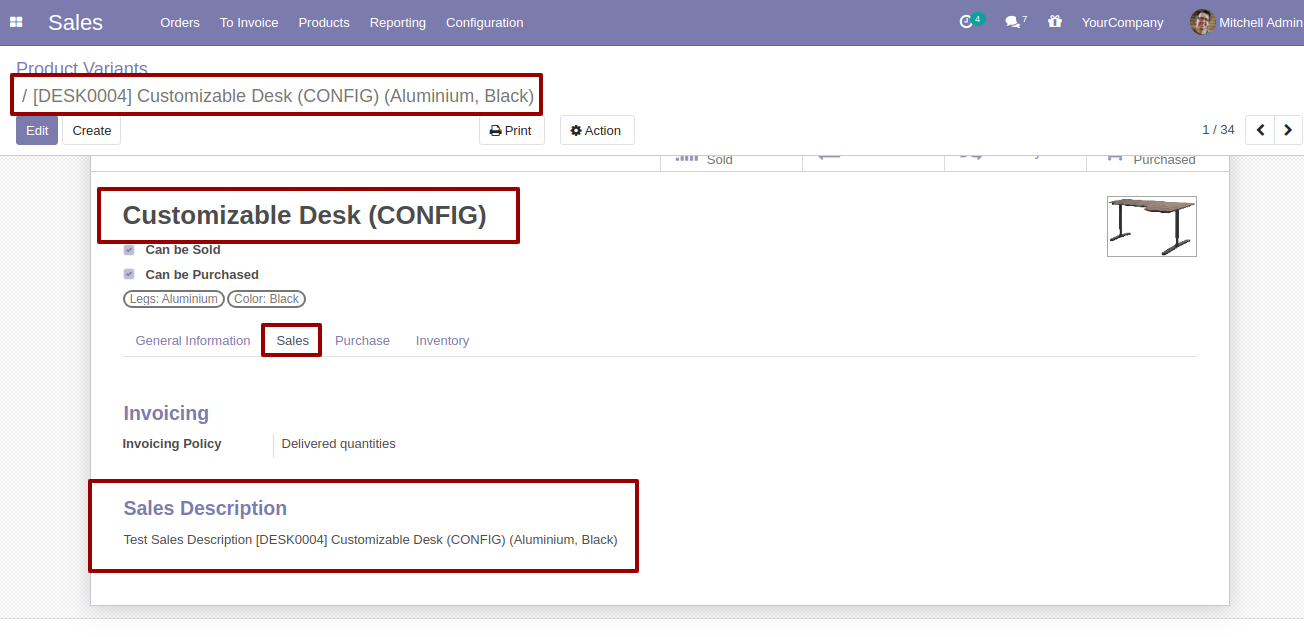 Sales Orders To Invoice Products Reporting Configuration 4 7 YourCompany Mitchell Admin
Product Variants
/ [DESK0004] Customizable Desk (CONFIG) (Aluminium, Black)
Edit Create Print Action 1 / 34
Sold Purchased
Customizable Desk (CONFIG)
Can be Sold
Can be Purchased
Legs: Aluminium Color: Black
General Information Sales Purchase Inventory
Invoicing
Invoicing Policy Delivered quantities
Sales Description
Test Sales Description [DESK0004] Customizable Desk (CONFIG) (Aluminium, Black)